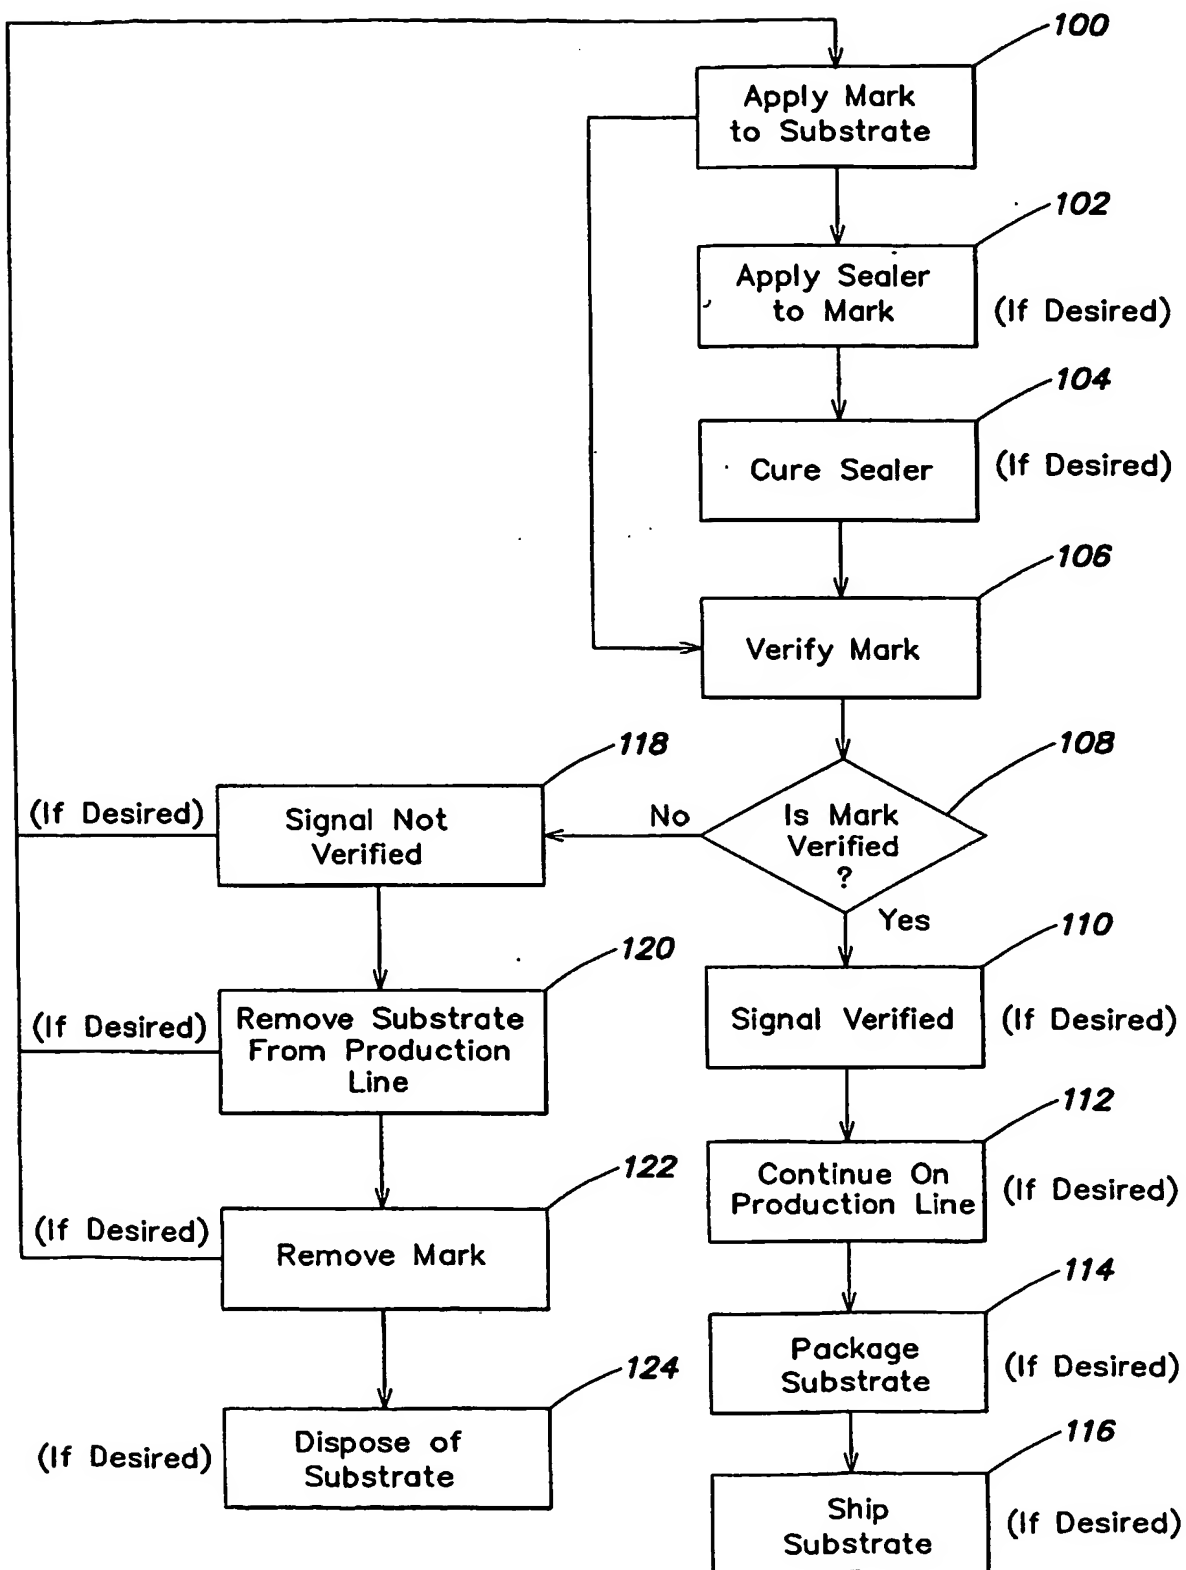 100
Apply Mark
to Substrate
102
Apply Sealer
to Mark
(If Desired)
104
Cure Sealer
(If Desired)
106
Verify Mark
108
Is Mark
Verified
?
No
Yes
118
Signal Not
Verified
(If Desired)
110
Signal Verified
(If Desired)
120
Remove Substrate
From Production
Line
(If Desired)
112
Continue On
Production Line
(If Desired)
122
Remove Mark
(If Desired)
114
Package
Substrate
(If Desired)
124
Dispose of
Substrate
(If Desired)
116
Ship
Substrate
(If Desired)